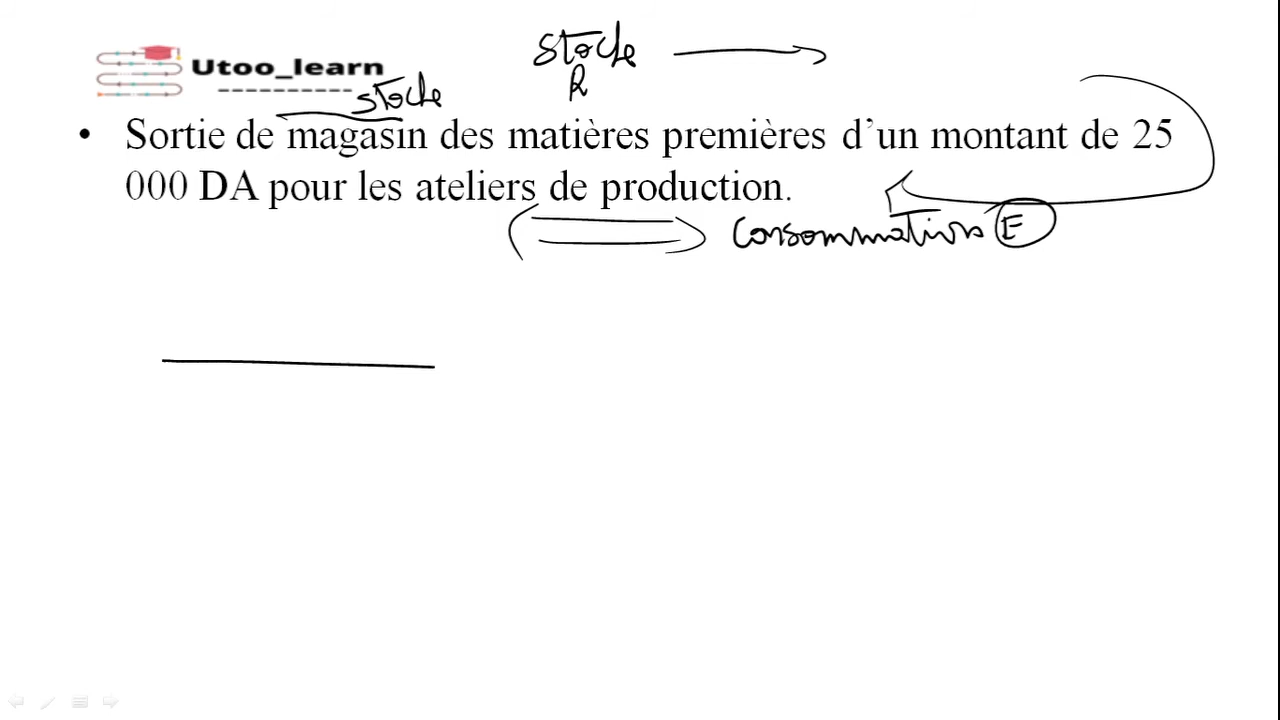 stocke
R
Utoo_learn
----------
stocke
• Sortie de magasin des matières premières d’un montant de 25
000 DA pour les ateliers de production.
Consommation E